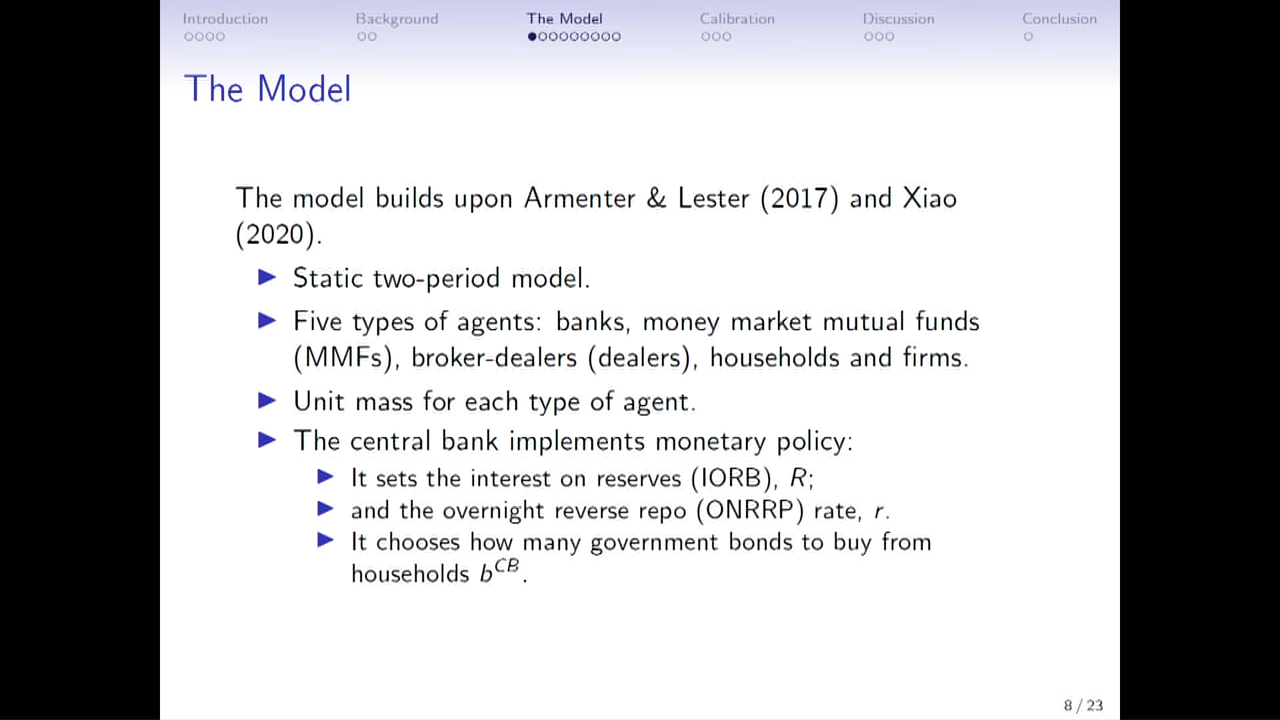 Introduction Background The Model Calibration Discussion Conclusion
The Model
The model builds upon Armenter & Lester (2017) and Xiao
(2020).
Static two-period model.
Five types of agents: banks, money market mutual funds
(MMFs), broker-dealers (dealers), households and firms.
Unit mass for each type of agent.
The central bank implements monetary policy:
It sets the interest on reserves (IORB), R;
and the overnight reverse repo (ONRRP) rate, r.
It chooses how many government bonds to buy from
households b^{CB}.
8 / 23